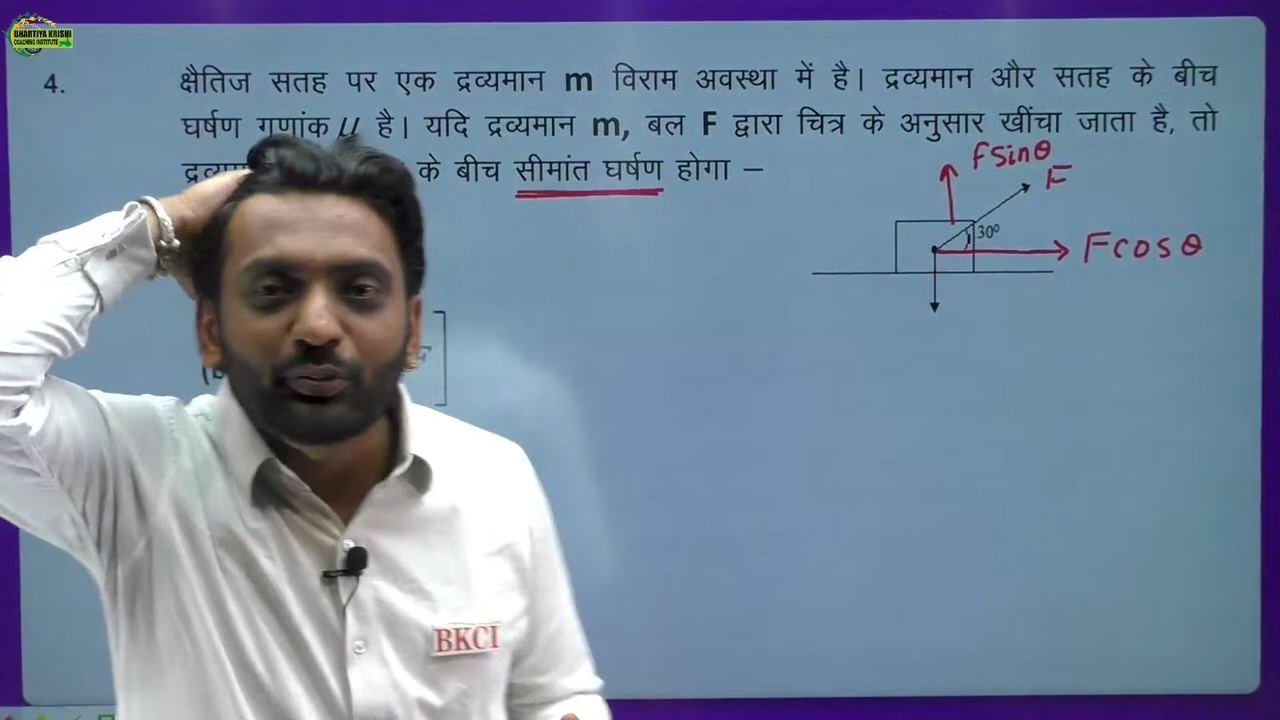 BHARTIYA KRISHI
COACHING INSTITUTE
4. क्षैतिज सतह पर एक द्रव्यमान m विराम अवस्था में है। द्रव्यमान और सतह के बीच
घर्षण गुणांक μ है। यदि द्रव्यमान m, बल F द्वारा चित्र के अनुसार खींचा जाता है, तो
के बीच सीमांत घर्षण होगा –
Fsinθ
F
30º
Fcosθ
BKCI